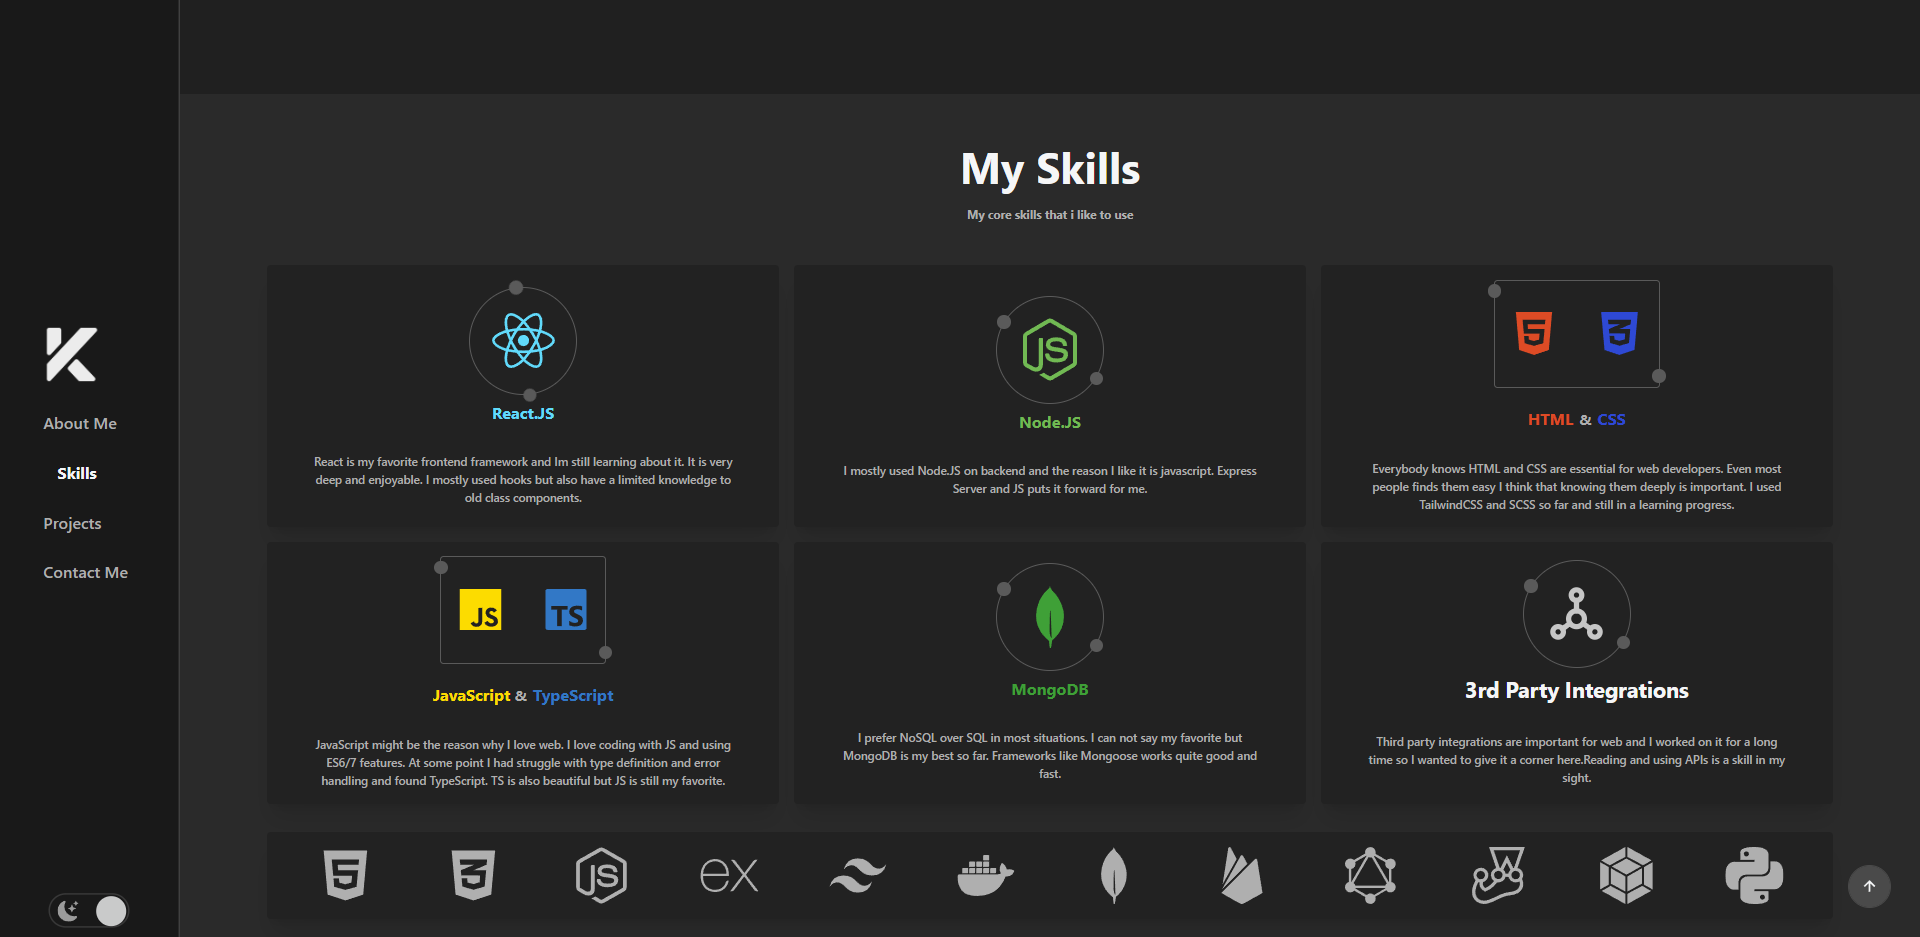 About Me
Skills
Projects
Contact Me
My Skills
My core skills that i like to use
React.JS
React is my favorite frontend framework and Im still learning about it. It is very
deep and enjoyable. I mostly used hooks but also have a limited knowledge to
old class components.
JS
Node.JS
I mostly used Node.JS on backend and the reason I like it is javascript. Express
Server and JS puts it forward for me.
5 3
HTML & CSS
Everybody knows HTML and CSS are essential for web developers. Even most
people finds them easy I think that knowing them deeply is important. I used
TailwindCSS and SCSS so far and still in a learning progress.
JS TS
JavaScript & TypeScript
JavaScript might be the reason why I love web. I love coding with JS and using
ES6/7 features. At some point I had struggle with type definition and error
handling and found TypeScript. TS is also beautiful but JS is still my favorite.
MongoDB
I prefer NoSQL over SQL in most situations. I can not say my favorite but
MongoDB is my best so far. Frameworks like Mongoose works quite good and
fast.
3rd Party Integrations
Third party integrations are important for web and I worked on it for a long
time so I wanted to give it a corner here.Reading and using APIs is a skill in my
sight.
5 3 JS ex